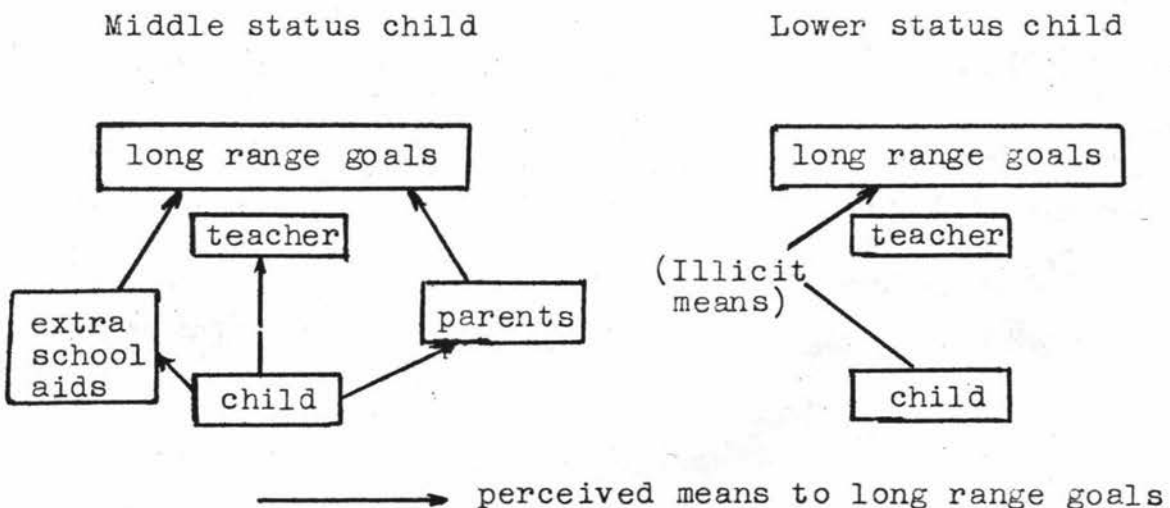 Middle status child
Lower status child
long range goals
teacher
extra
school
aids
child
parents
long range goals
teacher
(Illicit
means)
child
perceived means to long range goals